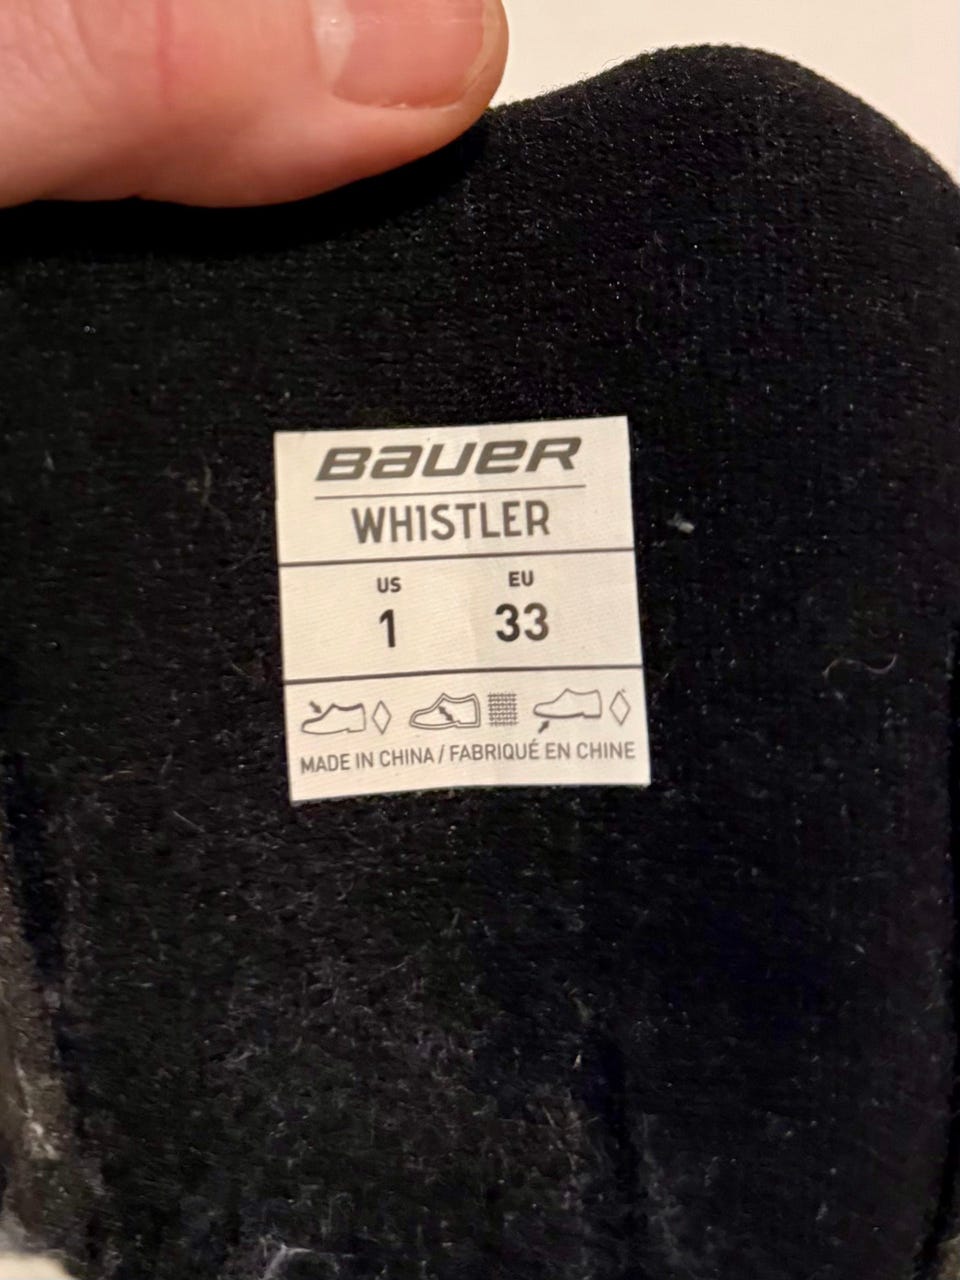 BAUER
WHISTLER
US EU
1 33
MADE IN CHINA / FABRIQUÉ EN CHINE